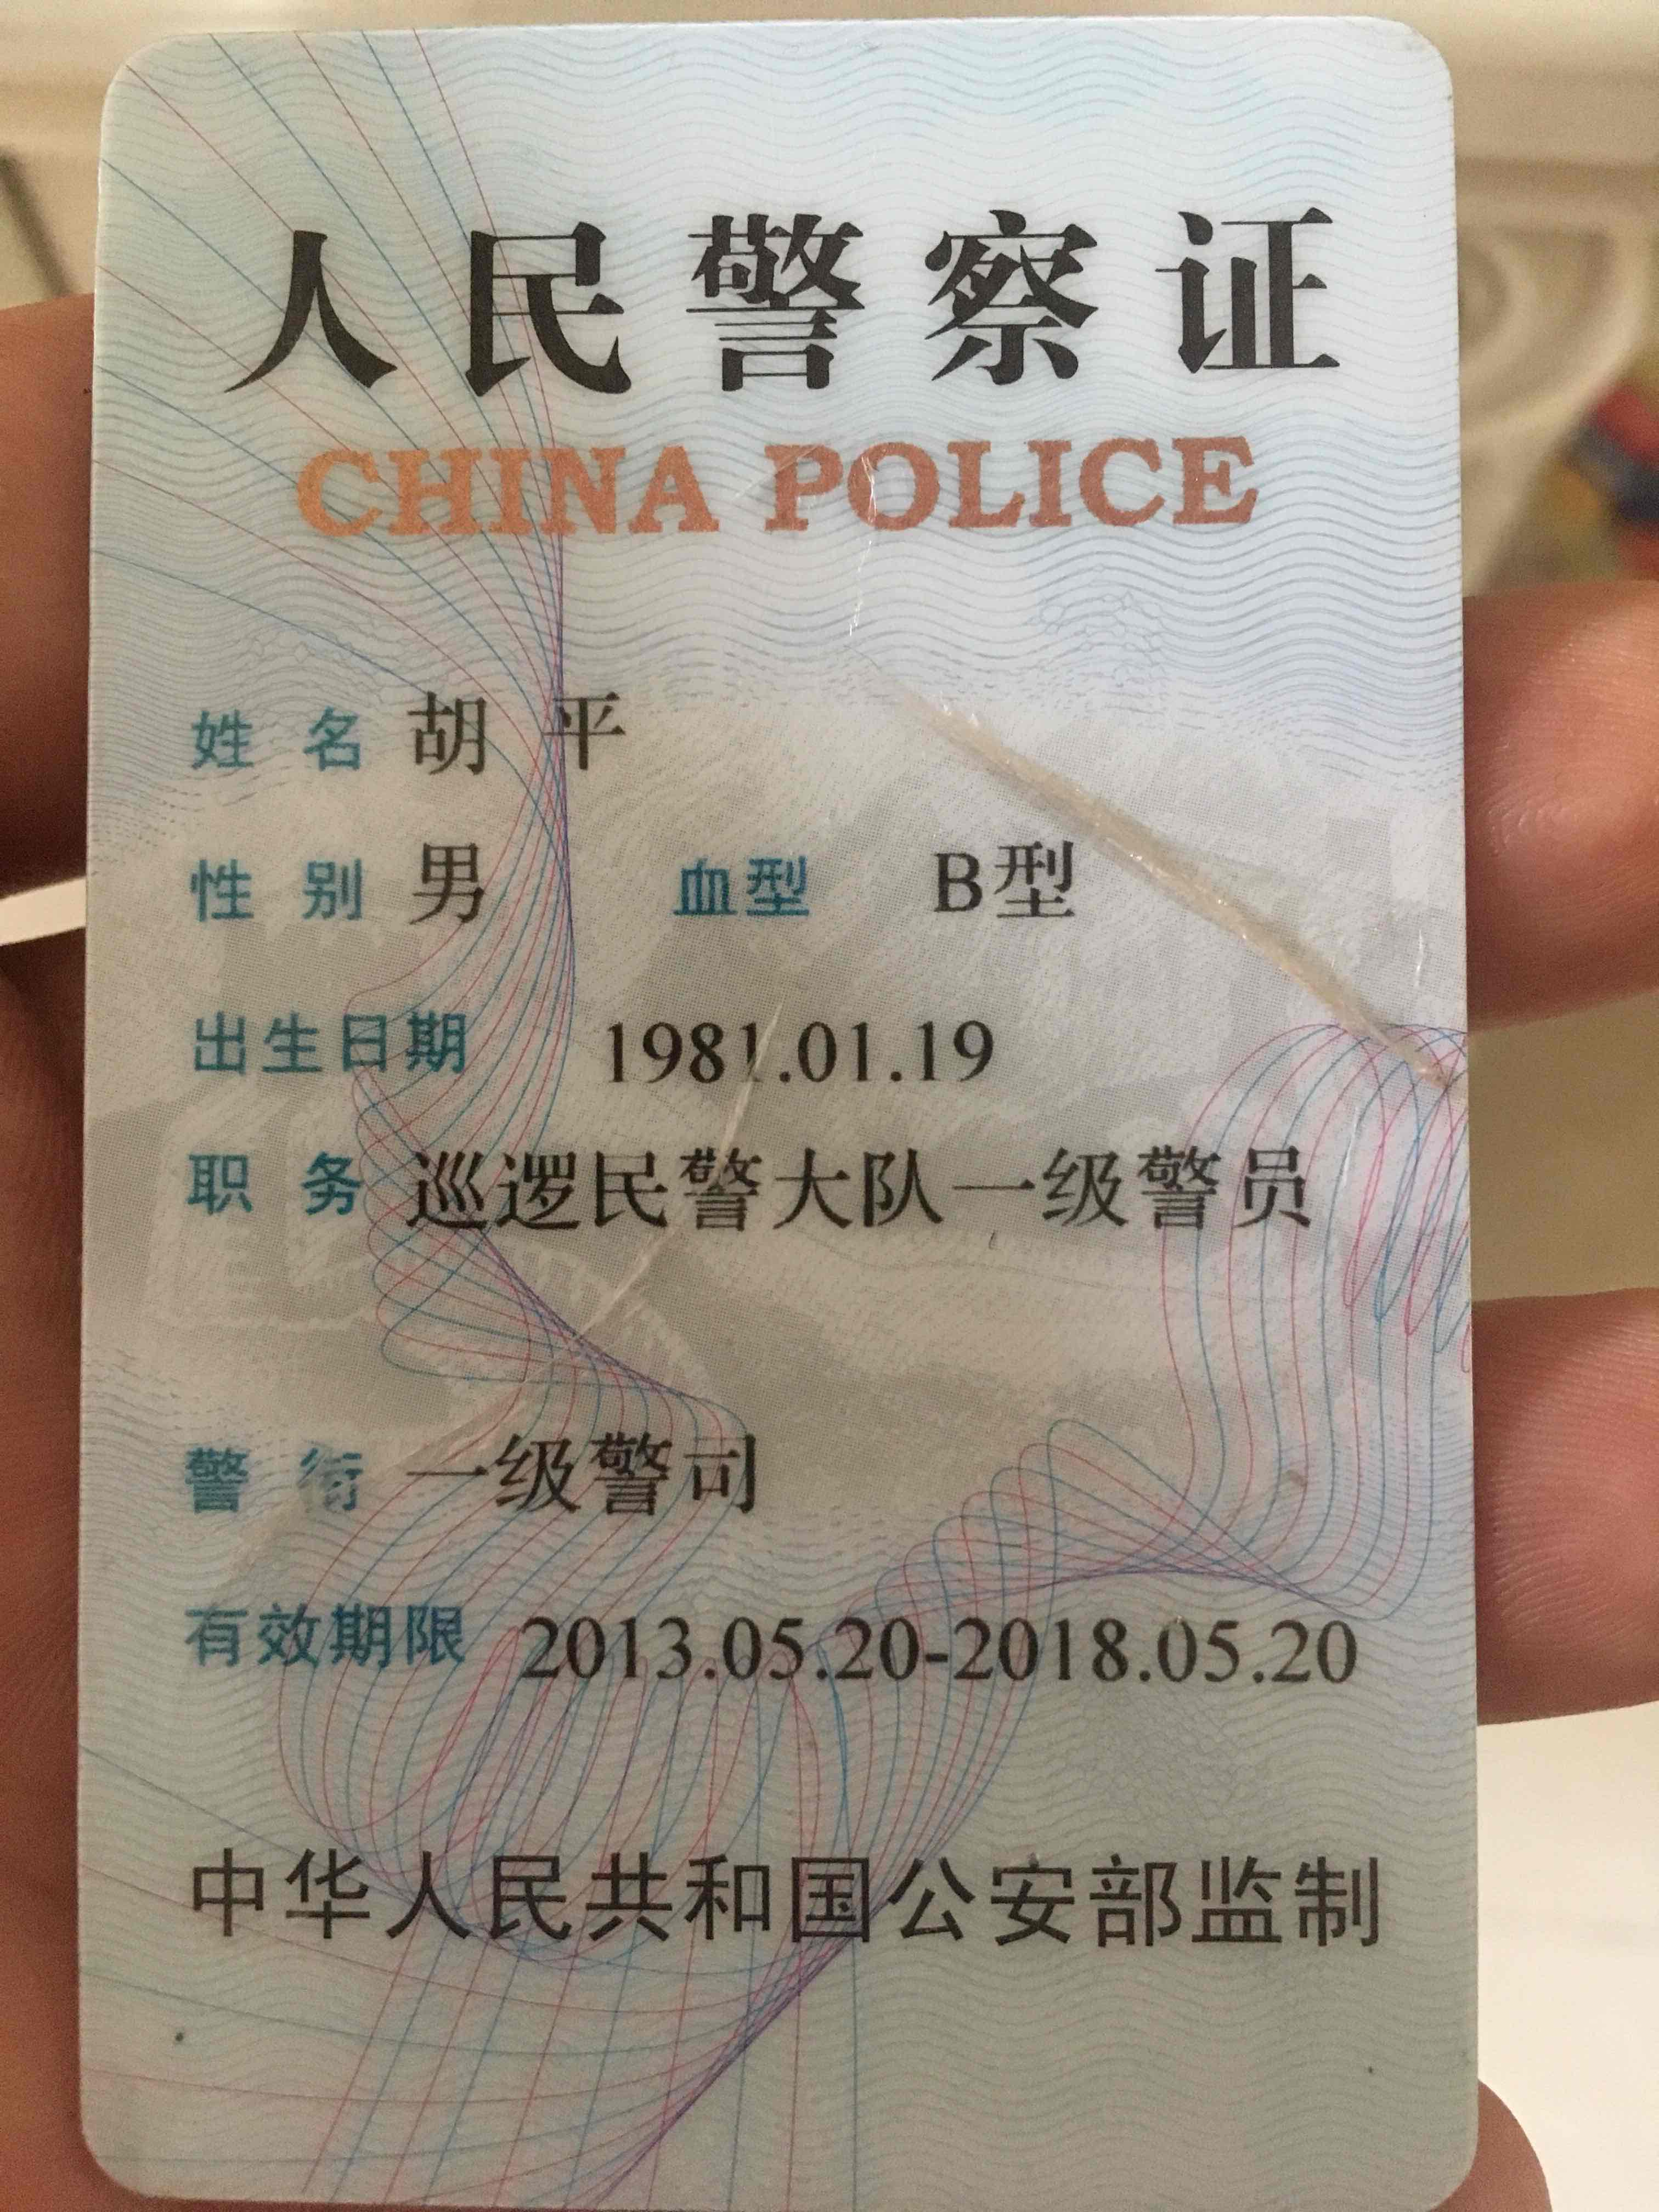 人民警察证
CHINA POLICE
姓名 胡平
性别 男 血型 B型
出生日期 1981.01.19
职务 巡逻民警大队一级警员
警衔 一级警司
有效期限 2013.05.20-2018.05.20
中华人民共和国公安部监制